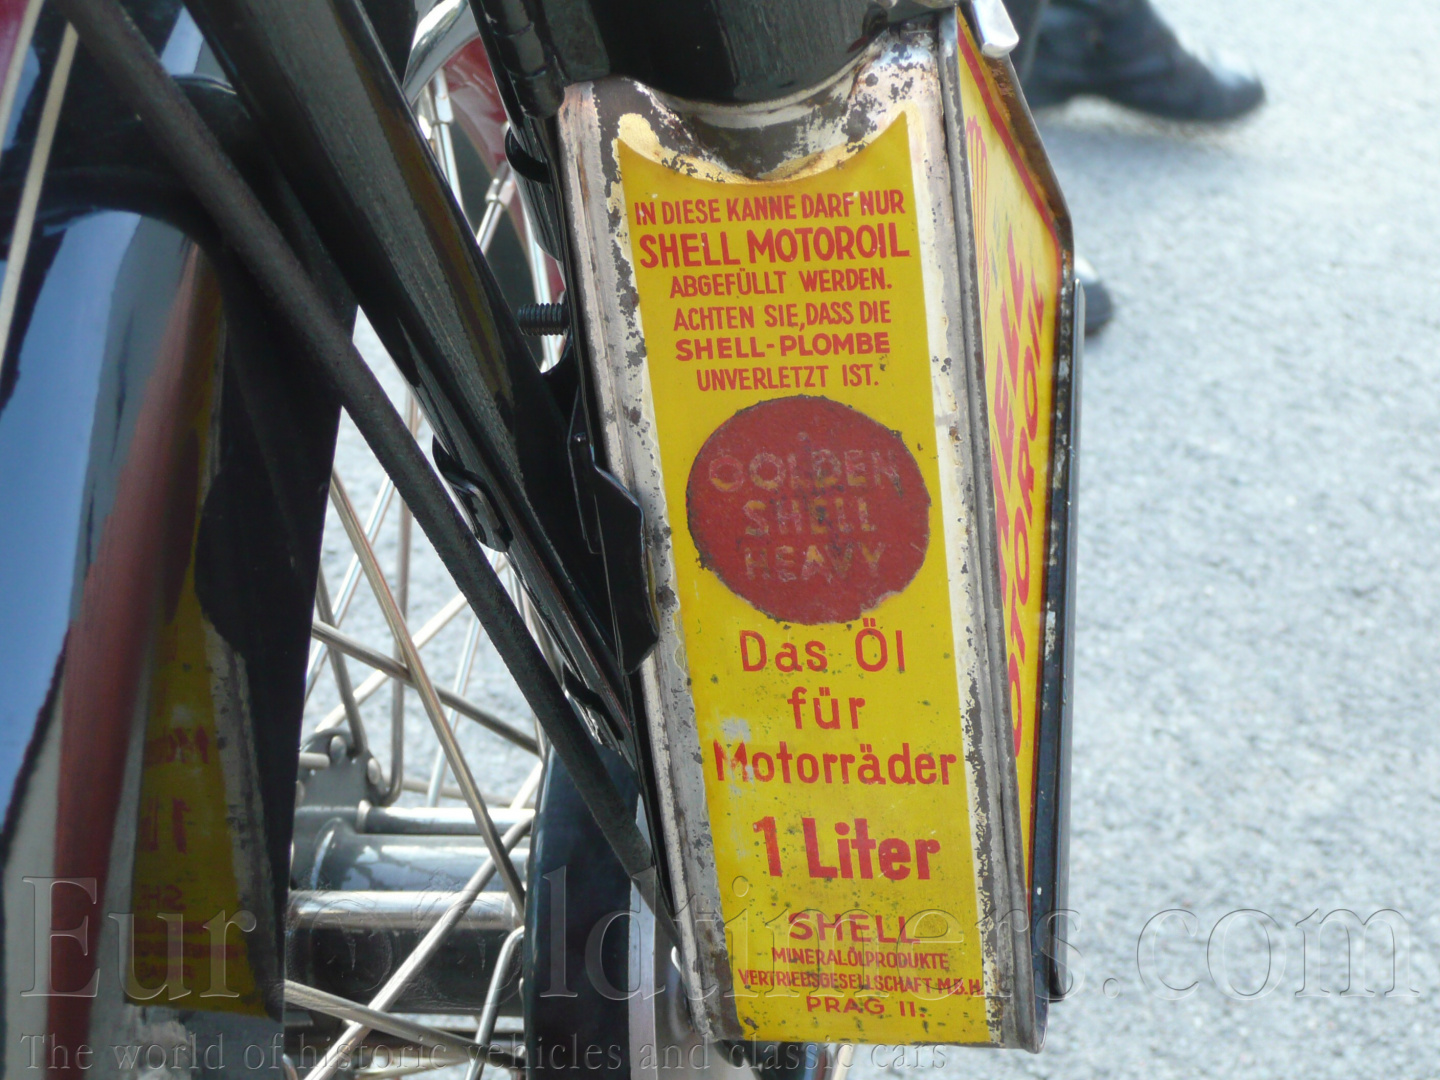 IN DIESE KANNE DARF NUR
SHELL MOTOROIL
ABGEFÜLLT WERDEN.
ACHTEN SIE, DASS DIE
SHELL-PLOMBE
UNVERLETZT IST.
GOLDEN
SHELL
HEAVY
Das Öl
für
Motorräder
1 Liter
SHELL
MINERALÖLPRODUKTE
VERTRIEBSGESELLSCHAFT M.B.H.
PRAG II.
MOTOROIL
EuroOldtimers.com
The world of historic vehicles and classic cars